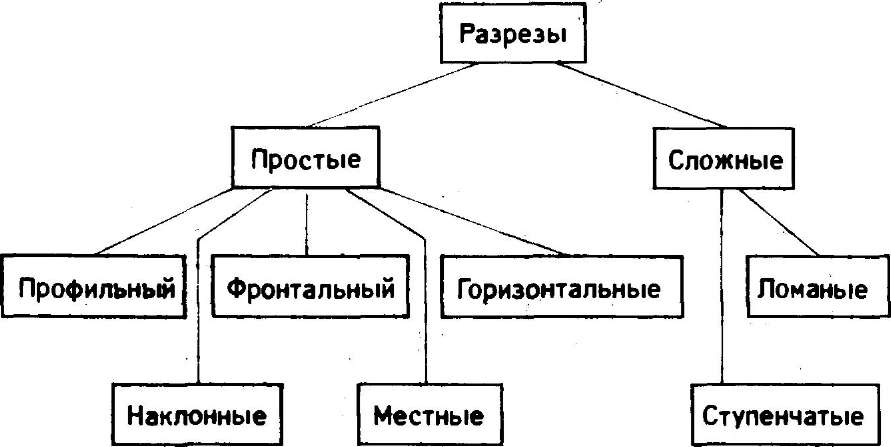 Разрезы
Простые
Сложные
Профильный
Фронтальный
Горизонтальные
Ломаные
Наклонные
Местные
Ступенчатые